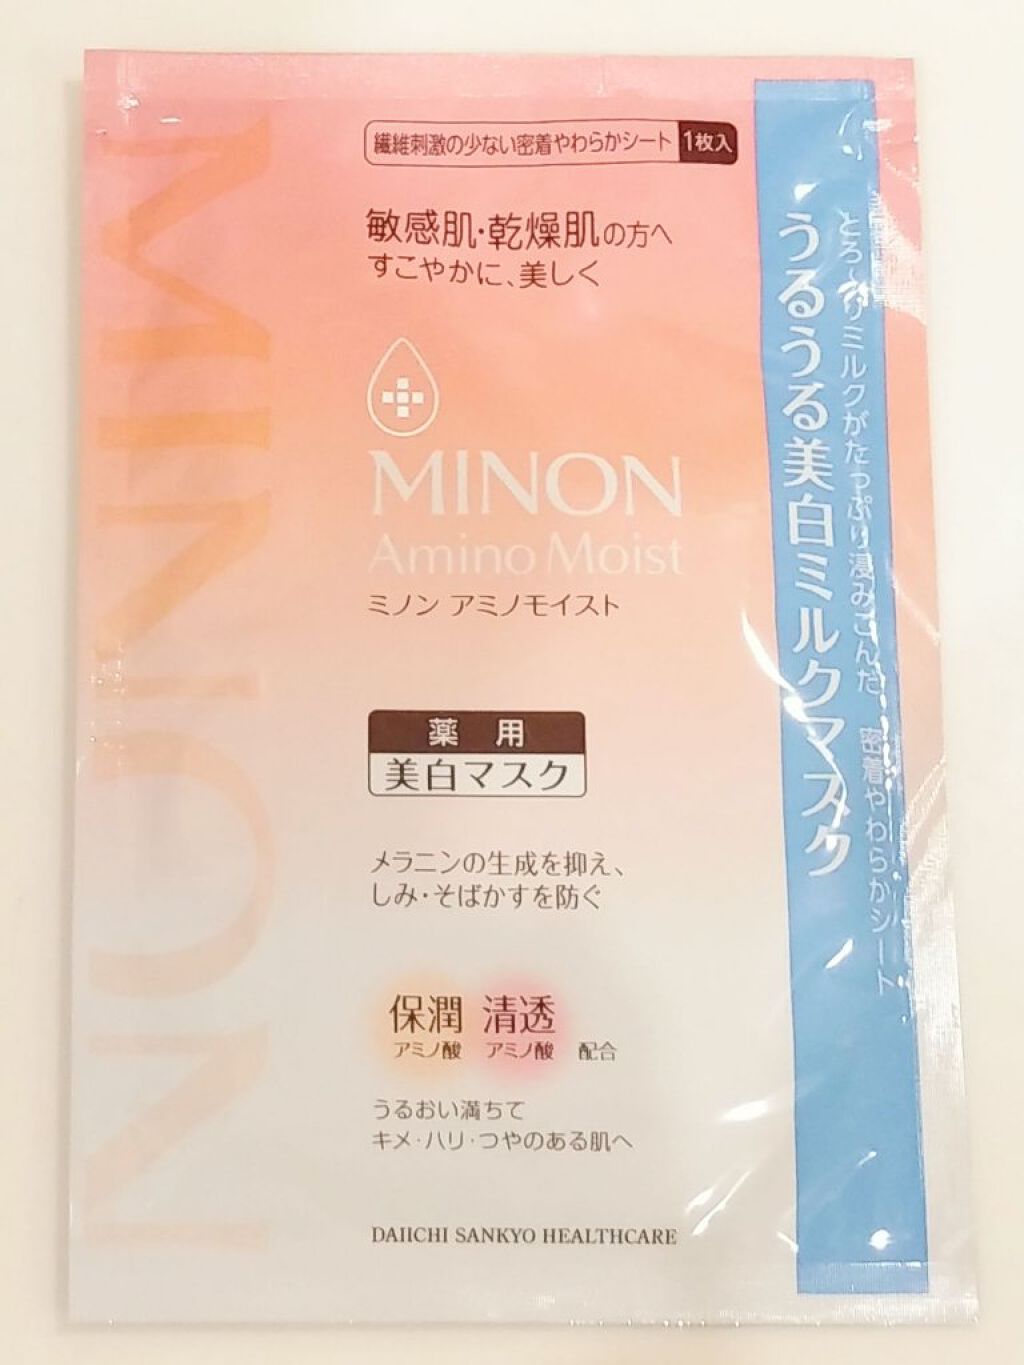 繊維刺激の少ない密着やわらかシート 1枚入
敏感肌・乾燥肌の方へ
すこやかに、美しく
MINON
Amino Moist
ミノン アミノモイスト
薬用
美白マスク
メラニンの生成を抑え、
しみ・そばかすを防ぐ
保潤 清透
アミノ酸 アミノ酸 配合
うるおい満ちて
キメ・ハリ・つやのある肌へ
DAIICHI SANKYO HEALTHCARE
とろ〜りミルクがたっぷり浸みこんだ、密着やわらかシート
うるうる美白ミルクマスク
MINON